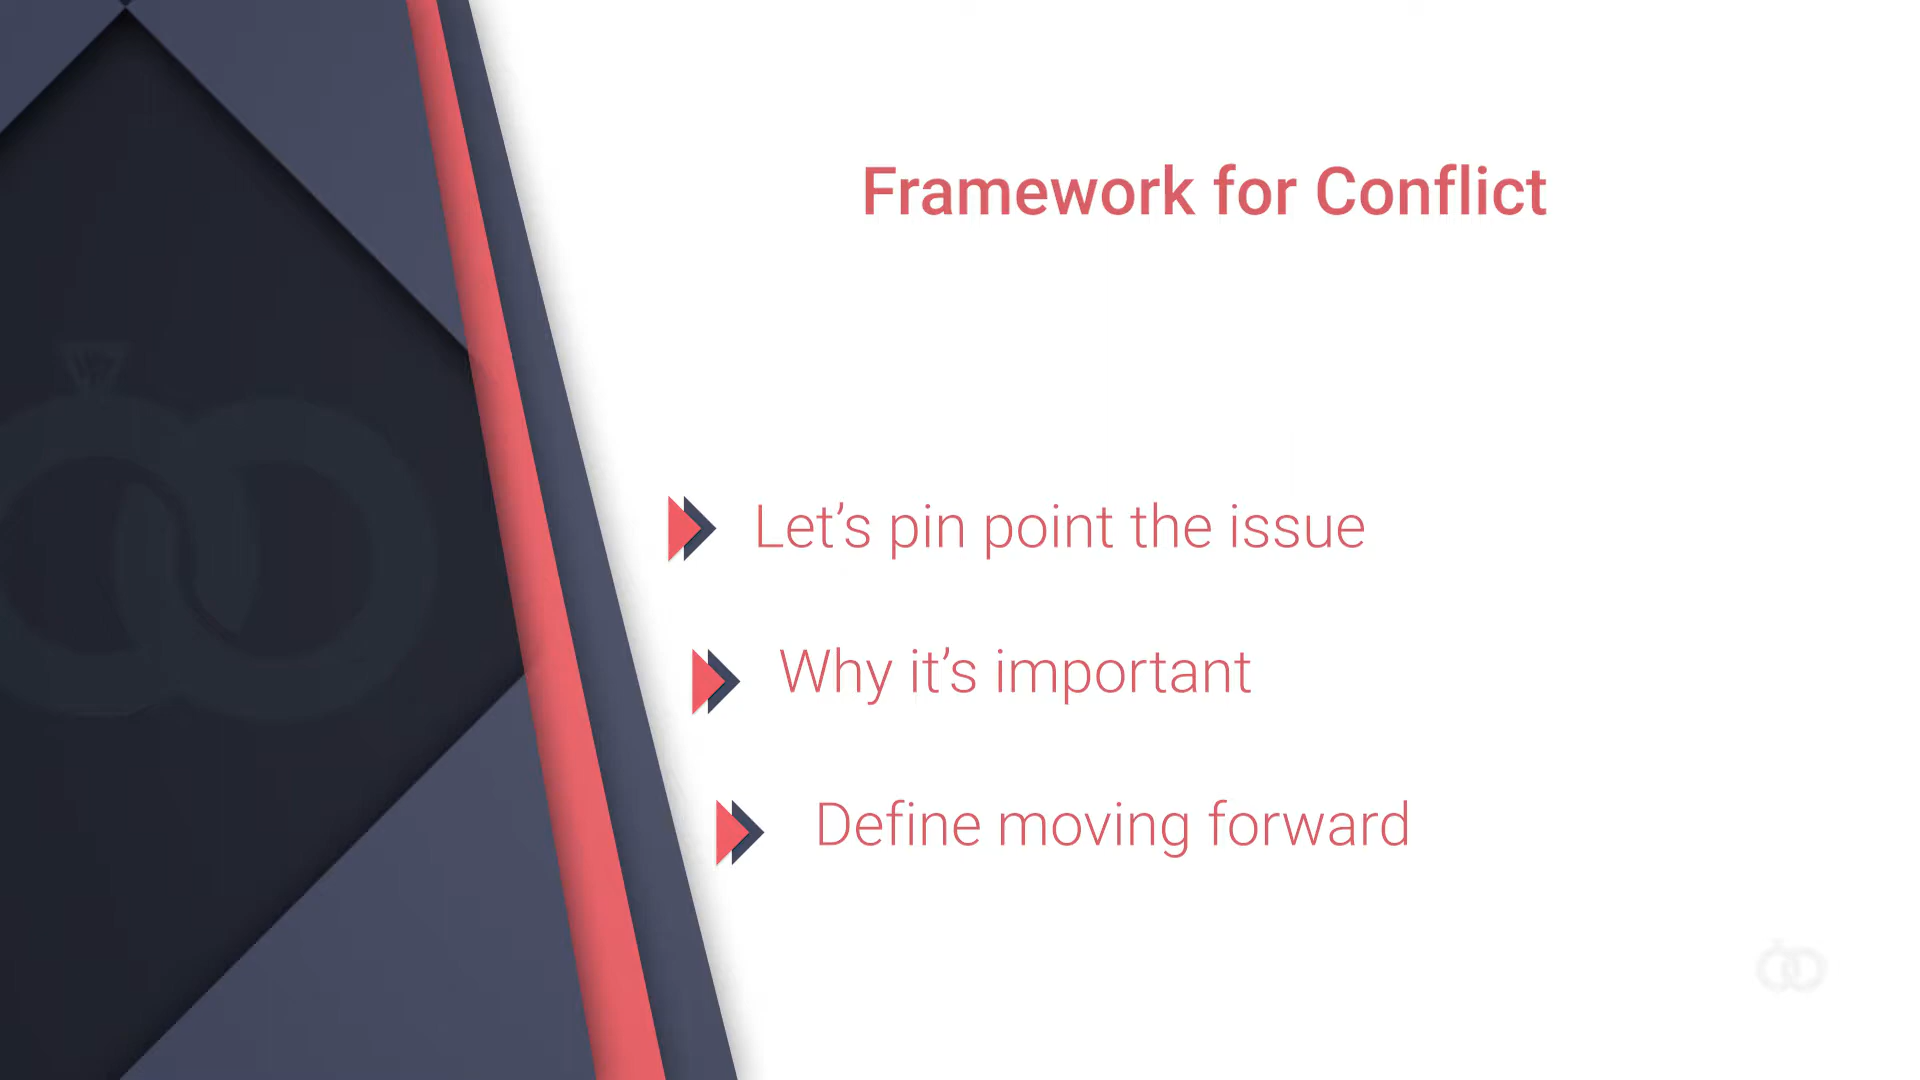 Framework for Conflict
Let’s pin point the issue
Why it’s important
Define moving forward